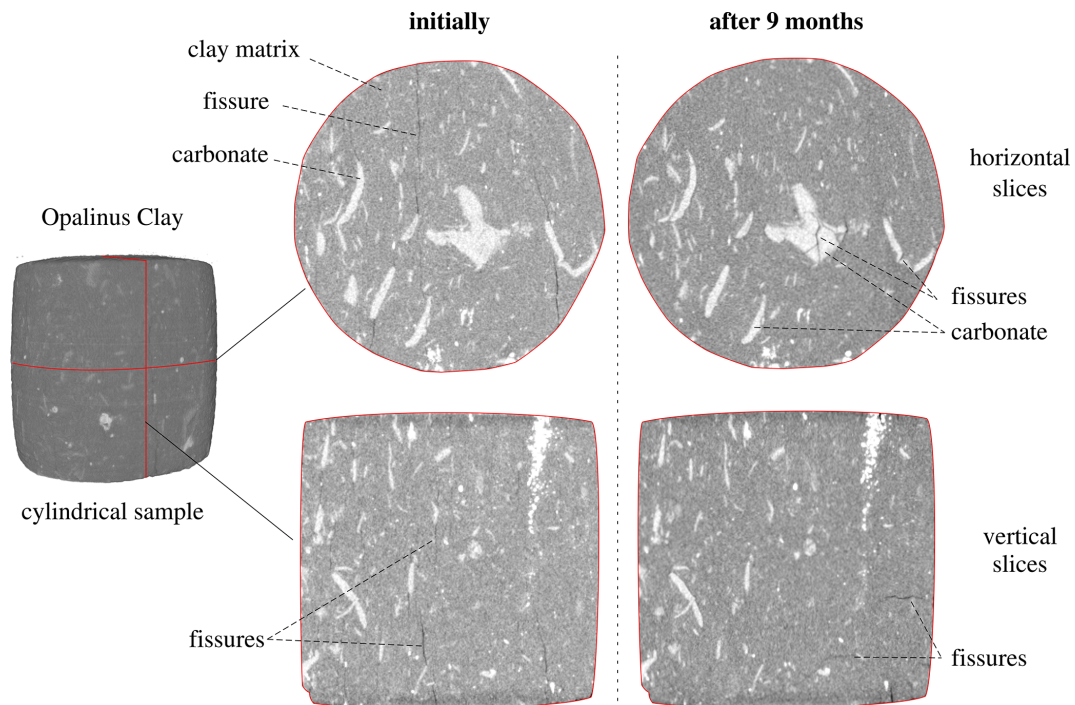 initially
after 9 months
clay matrix
fissure
carbonate
horizontal
slices
Opalinus Clay
fissures
carbonate
cylindrical sample
vertical
slices
fissures
fissures